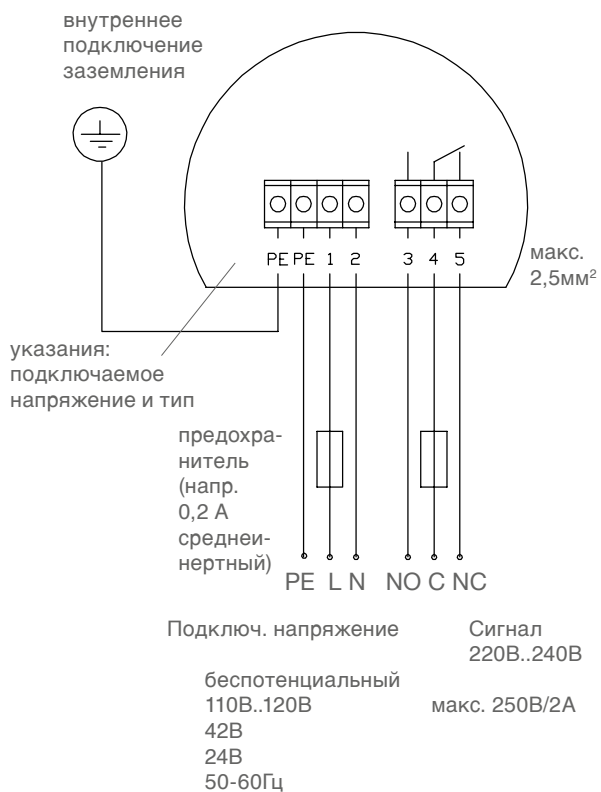 внутреннее
подключение
заземления
PE PE 1 2 3 4 5
макс.
2,5мм²
указания:
подключаемое
напряжение и тип
предохра-
нитель
(напр.
0,2 А
среднеи-
нертный)
PE L N NO C NC
Подключ. напряжение Сигнал
220В..240В
беспотенциальный
110В..120В макс. 250В/2А
42В
24В
50-60Гц